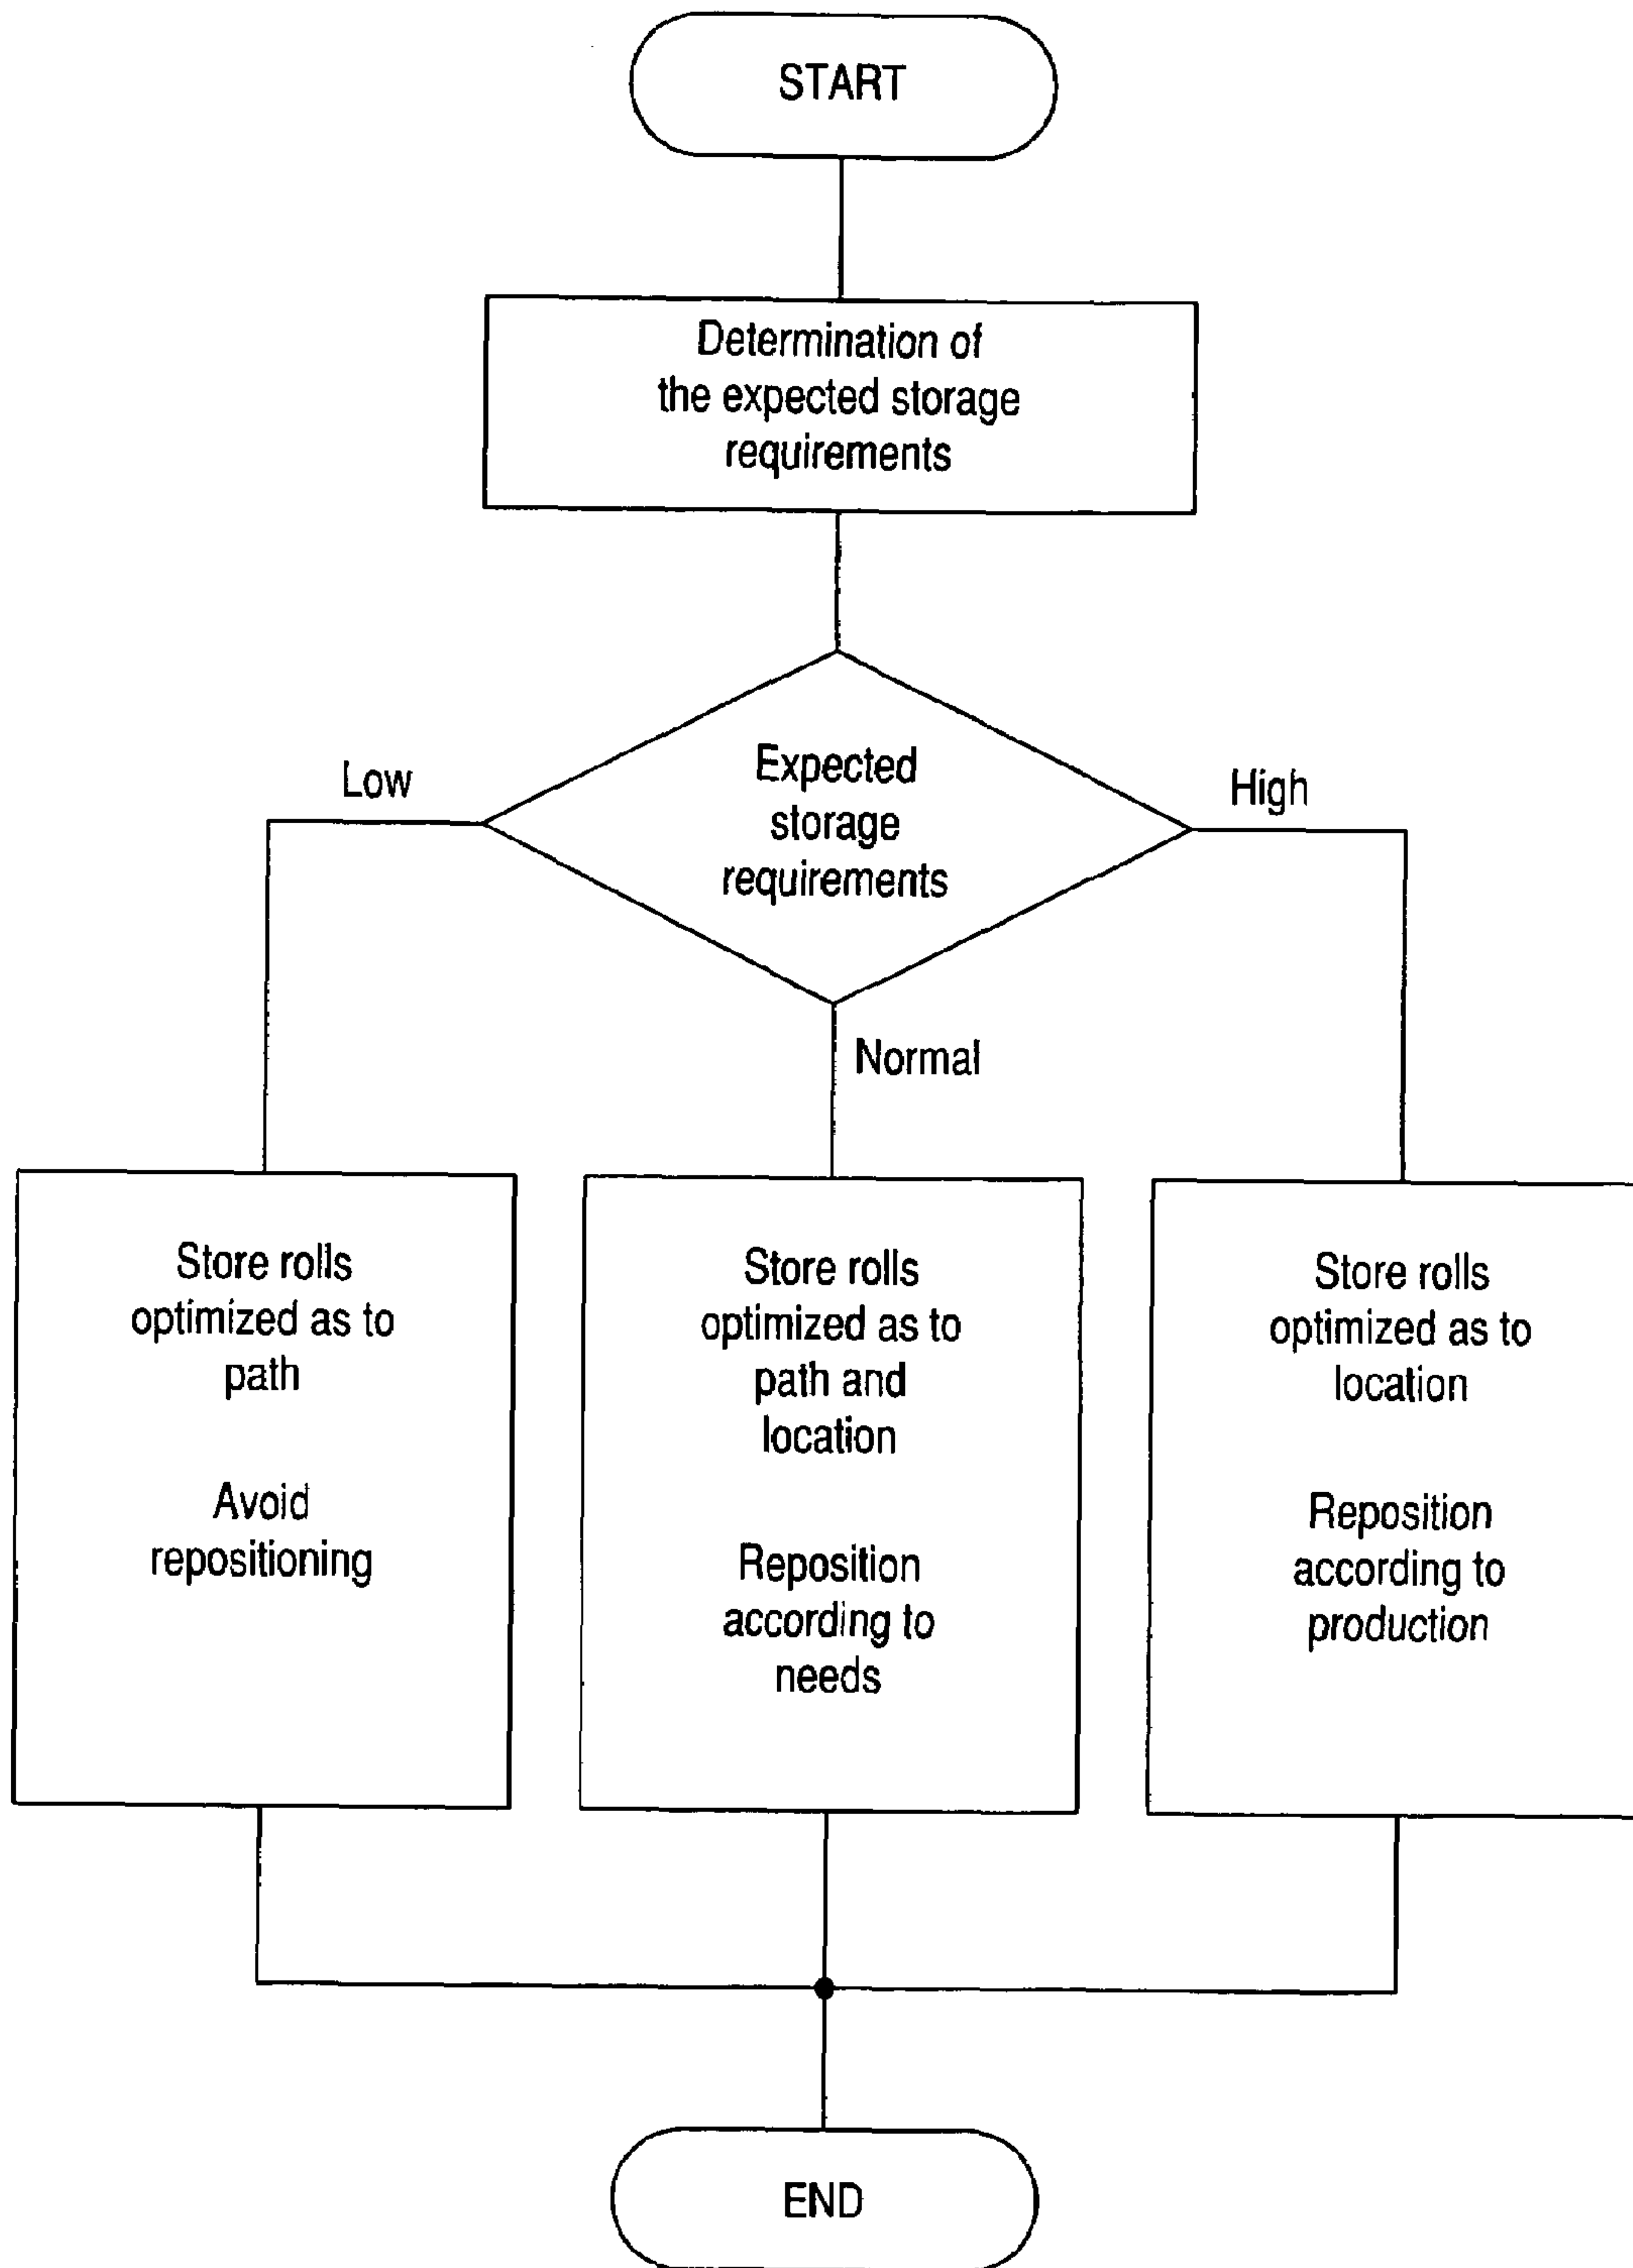 START
Determination of
the expected storage
requirements
Expected
storage
requirements
Low
High
Normal
Store rolls
optimized as to
path
Avoid
repositioning
Store rolls
optimized as to
path and
location
Reposition
according to
needs
Store rolls
optimized as to
location
Reposition
according to
production
END